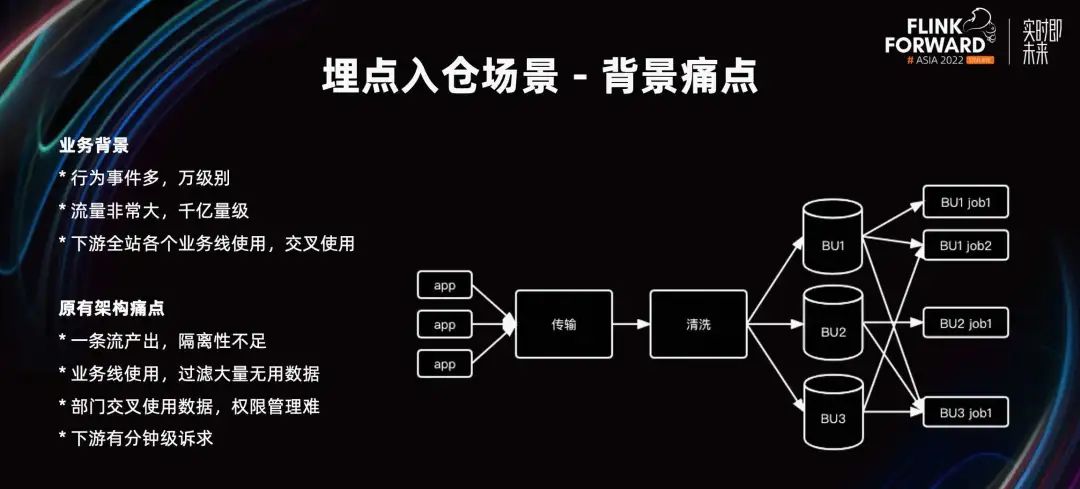 FLINK
FORWARD
# ASIA 2022
实时即
未来
埋点入仓场景 - 背景痛点
业务背景
* 行为事件多，万级别
* 流量非常大，千亿量级
* 下游全站各个业务线使用，交叉使用
原有架构痛点
* 一条流产出，隔离性不足
* 业务线使用，过滤大量无用数据
* 部门交叉使用数据，权限管理难
* 下游有分钟级诉求
app
app
app
传输
清洗
BU1
BU2
BU3
BU1 job1
BU1 job2
BU2 job1
BU3 job1